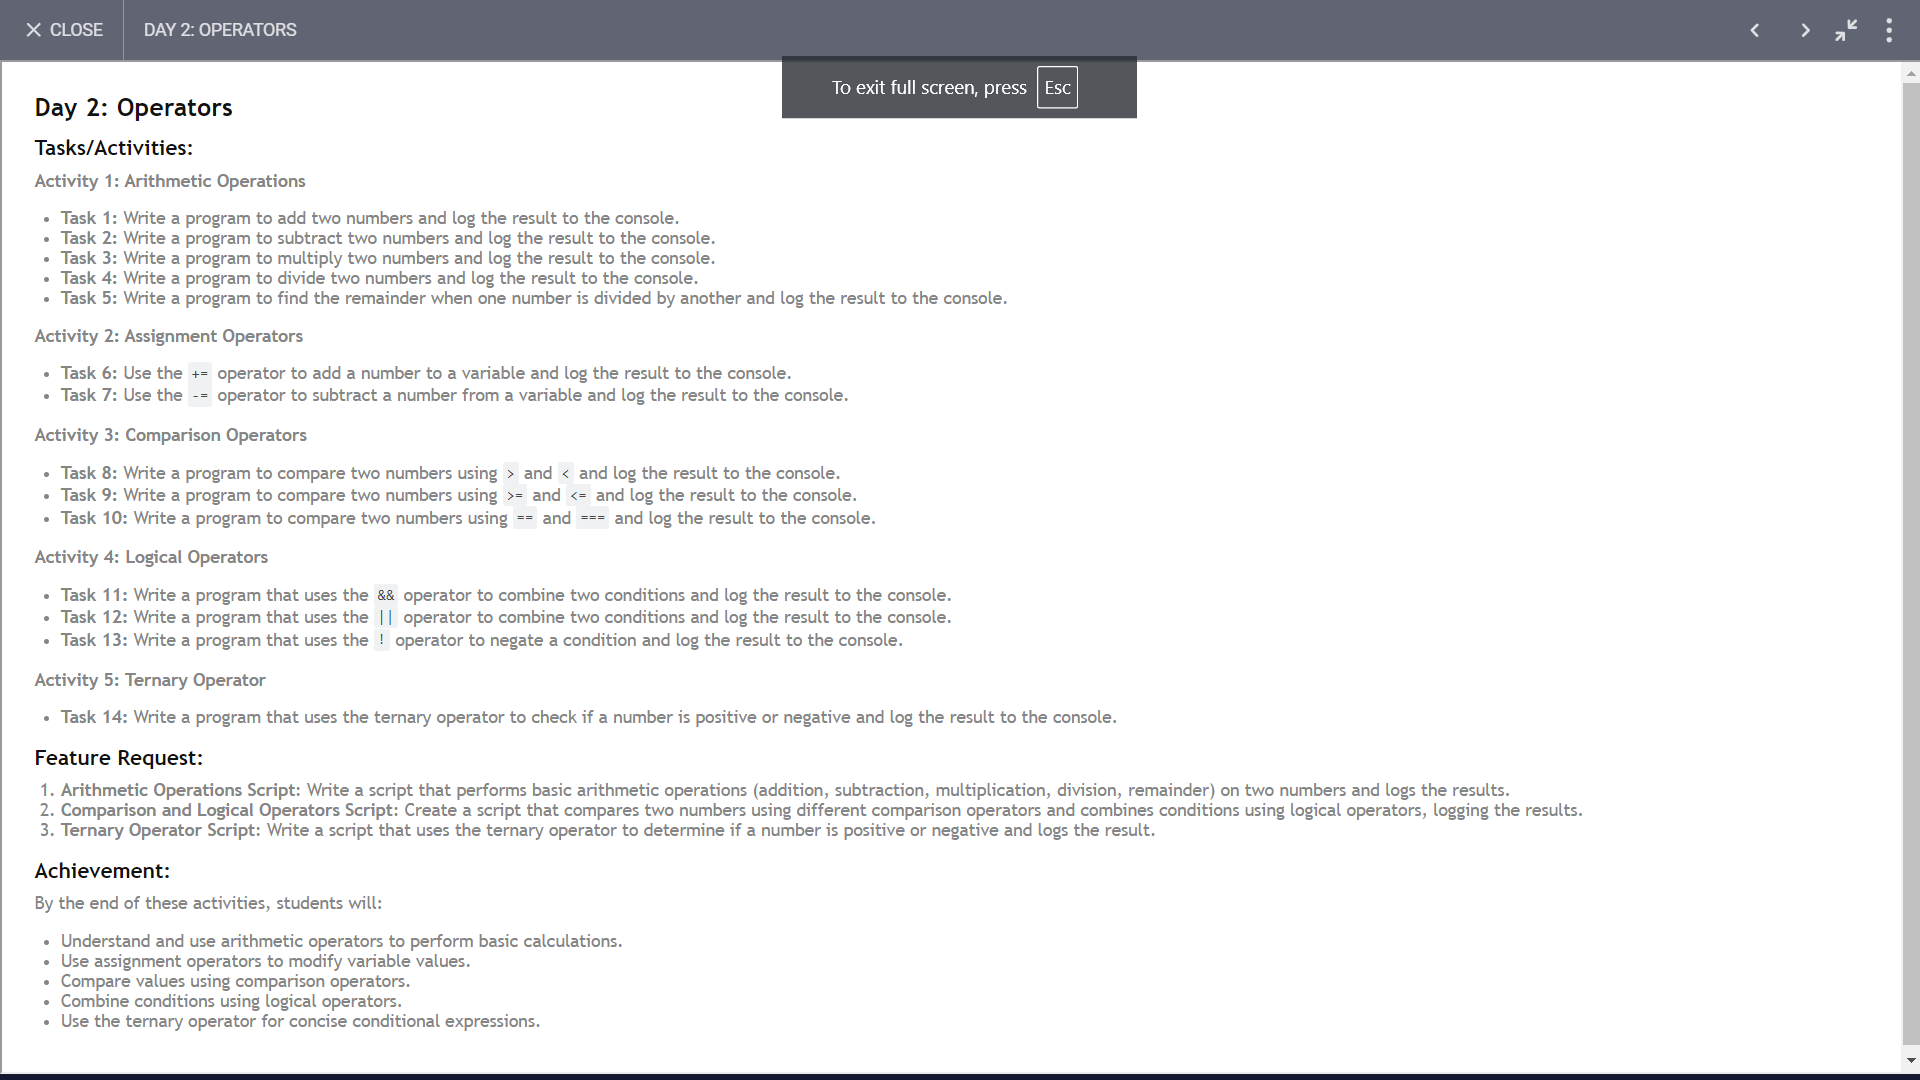 CLOSE
DAY 2: OPERATORS
To exit full screen, press Esc
Day 2: Operators
Tasks/Activities:
Activity 1: Arithmetic Operations
• Task 1: Write a program to add two numbers and log the result to the console.
• Task 2: Write a program to subtract two numbers and log the result to the console.
• Task 3: Write a program to multiply two numbers and log the result to the console.
• Task 4: Write a program to divide two numbers and log the result to the console.
• Task 5: Write a program to find the remainder when one number is divided by another and log the result to the console.
Activity 2: Assignment Operators
• Task 6: Use the += operator to add a number to a variable and log the result to the console.
• Task 7: Use the -= operator to subtract a number from a variable and log the result to the console.
Activity 3: Comparison Operators
• Task 8: Write a program to compare two numbers using > and < and log the result to the console.
• Task 9: Write a program to compare two numbers using >= and <= and log the result to the console.
• Task 10: Write a program to compare two numbers using == and === and log the result to the console.
Activity 4: Logical Operators
• Task 11: Write a program that uses the && operator to combine two conditions and log the result to the console.
• Task 12: Write a program that uses the || operator to combine two conditions and log the result to the console.
• Task 13: Write a program that uses the ! operator to negate a condition and log the result to the console.
Activity 5: Ternary Operator
• Task 14: Write a program that uses the ternary operator to check if a number is positive or negative and log the result to the console.
Feature Request:
1. Arithmetic Operations Script: Write a script that performs basic arithmetic operations (addition, subtraction, multiplication, division, remainder) on two numbers and logs the results.
2. Comparison and Logical Operators Script: Create a script that compares two numbers using different comparison operators and combines conditions using logical operators, logging the results.
3. Ternary Operator Script: Write a script that uses the ternary operator to determine if a number is positive or negative and logs the result.
Achievement:
By the end of these activities, students will:
• Understand and use arithmetic operators to perform basic calculations.
• Use assignment operators to modify variable values.
• Compare values using comparison operators.
• Combine conditions using logical operators.
• Use the ternary operator for concise conditional expressions.